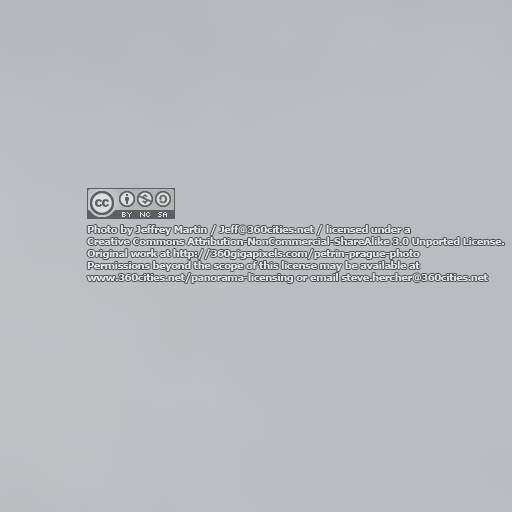 cc
BY NC SA
Photo by Jeffrey Martin / Jeff@360cities.net / licensed under a
Creative Commons Attribution-NonCommercial-ShareAlike 3.0 Unported License.
Original work at http://360gigapixels.com/petrin-prague-photo
Permissions beyond the scope of this license may be available at
www.360cities.net/panorama-licensing or email steve.hercher@360cities.net